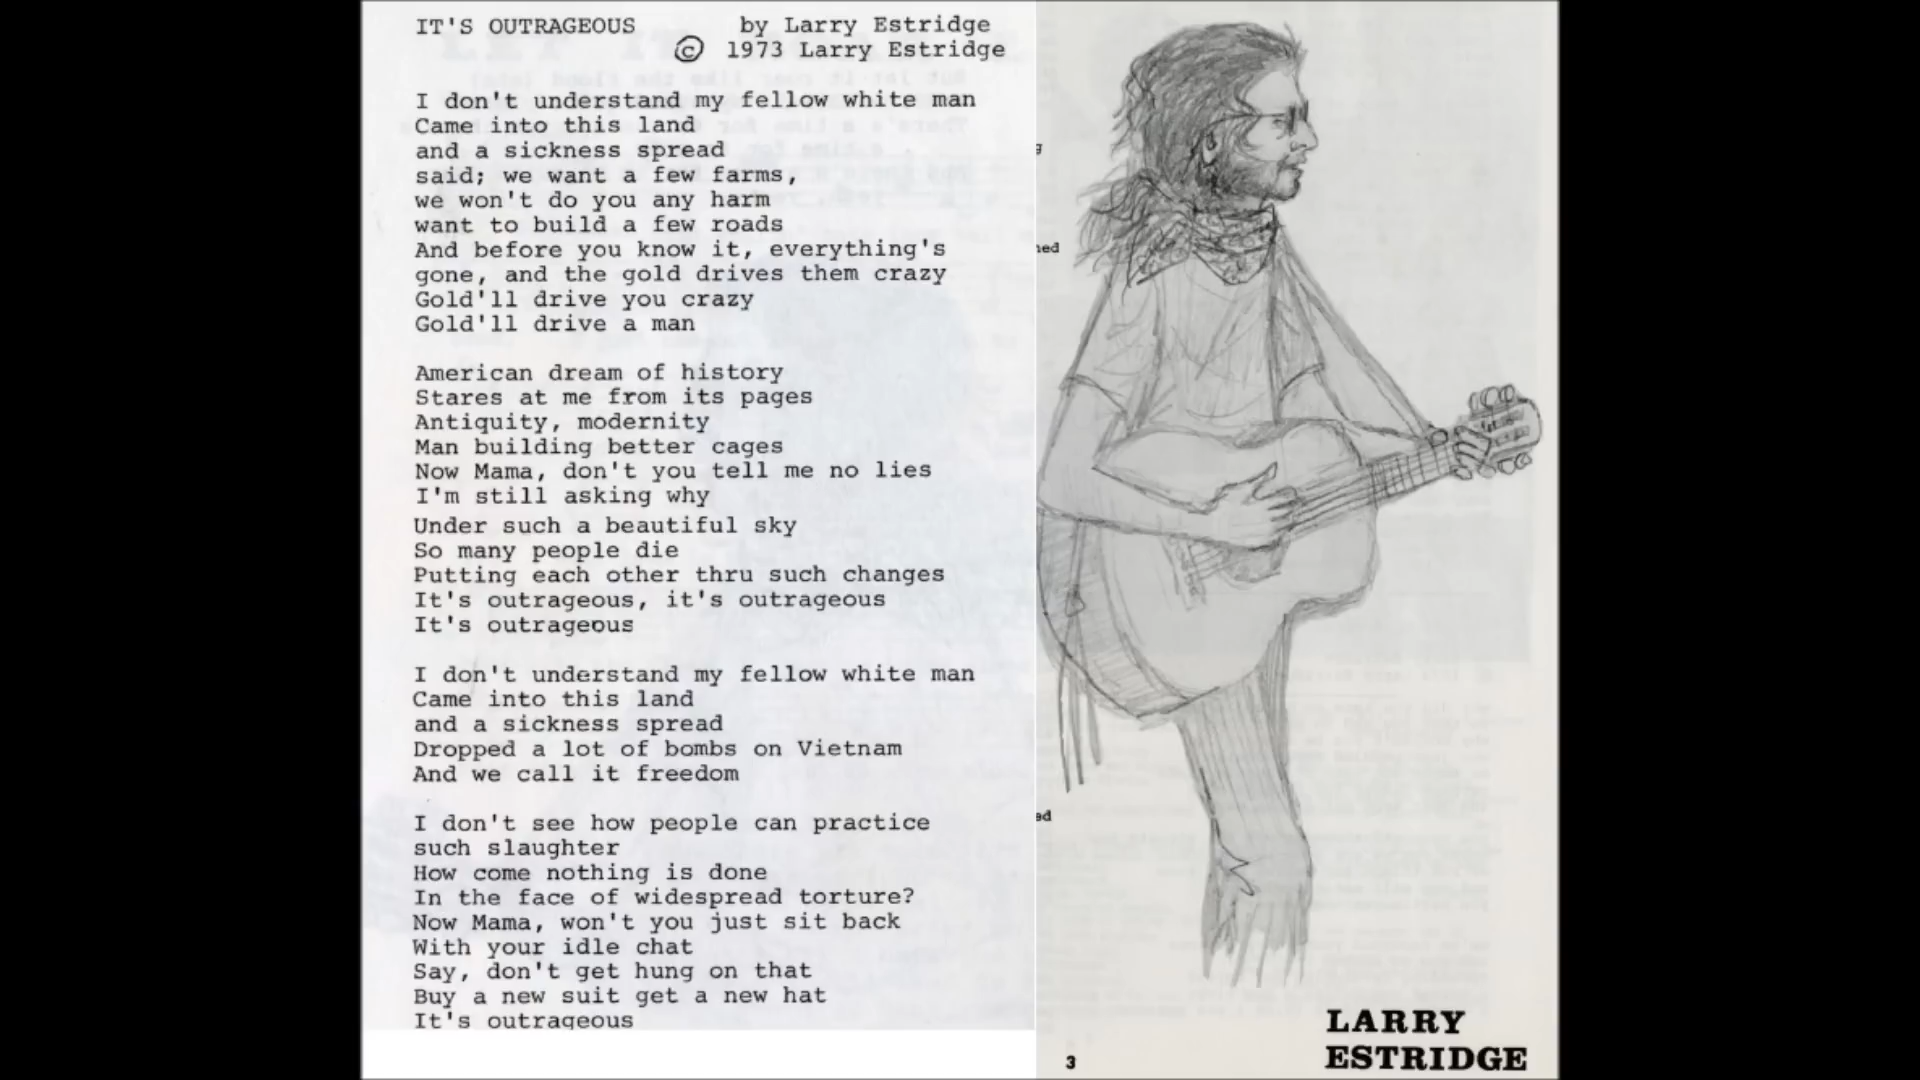 IT'S OUTRAGEOUS by Larry Estridge
© 1973 Larry Estridge
I don't understand my fellow white man
Came into this land
and a sickness spread
said; we want a few farms,
we won't do you any harm
want to build a few roads
And before you know it, everything's
gone, and the gold drives them crazy
Gold'll drive you crazy
Gold'll drive a man
American dream of history
Stares at me from its pages
Antiquity, modernity
Man building better cages
Now Mama, don't you tell me no lies
I'm still asking why
Under such a beautiful sky
So many people die
Putting each other thru such changes
It's outrageous, it's outrageous
It's outrageous
I don't understand my fellow white man
Came into this land
and a sickness spread
Dropped a lot of bombs on Vietnam
And we call it freedom
I don't see how people can practice
such slaughter
How come nothing is done
In the face of widespread torture?
Now Mama, won't you just sit back
With your idle chat
Say, don't get hung on that
Buy a new suit get a new hat
It's outrageous
3
LARRY
ESTRIDGE